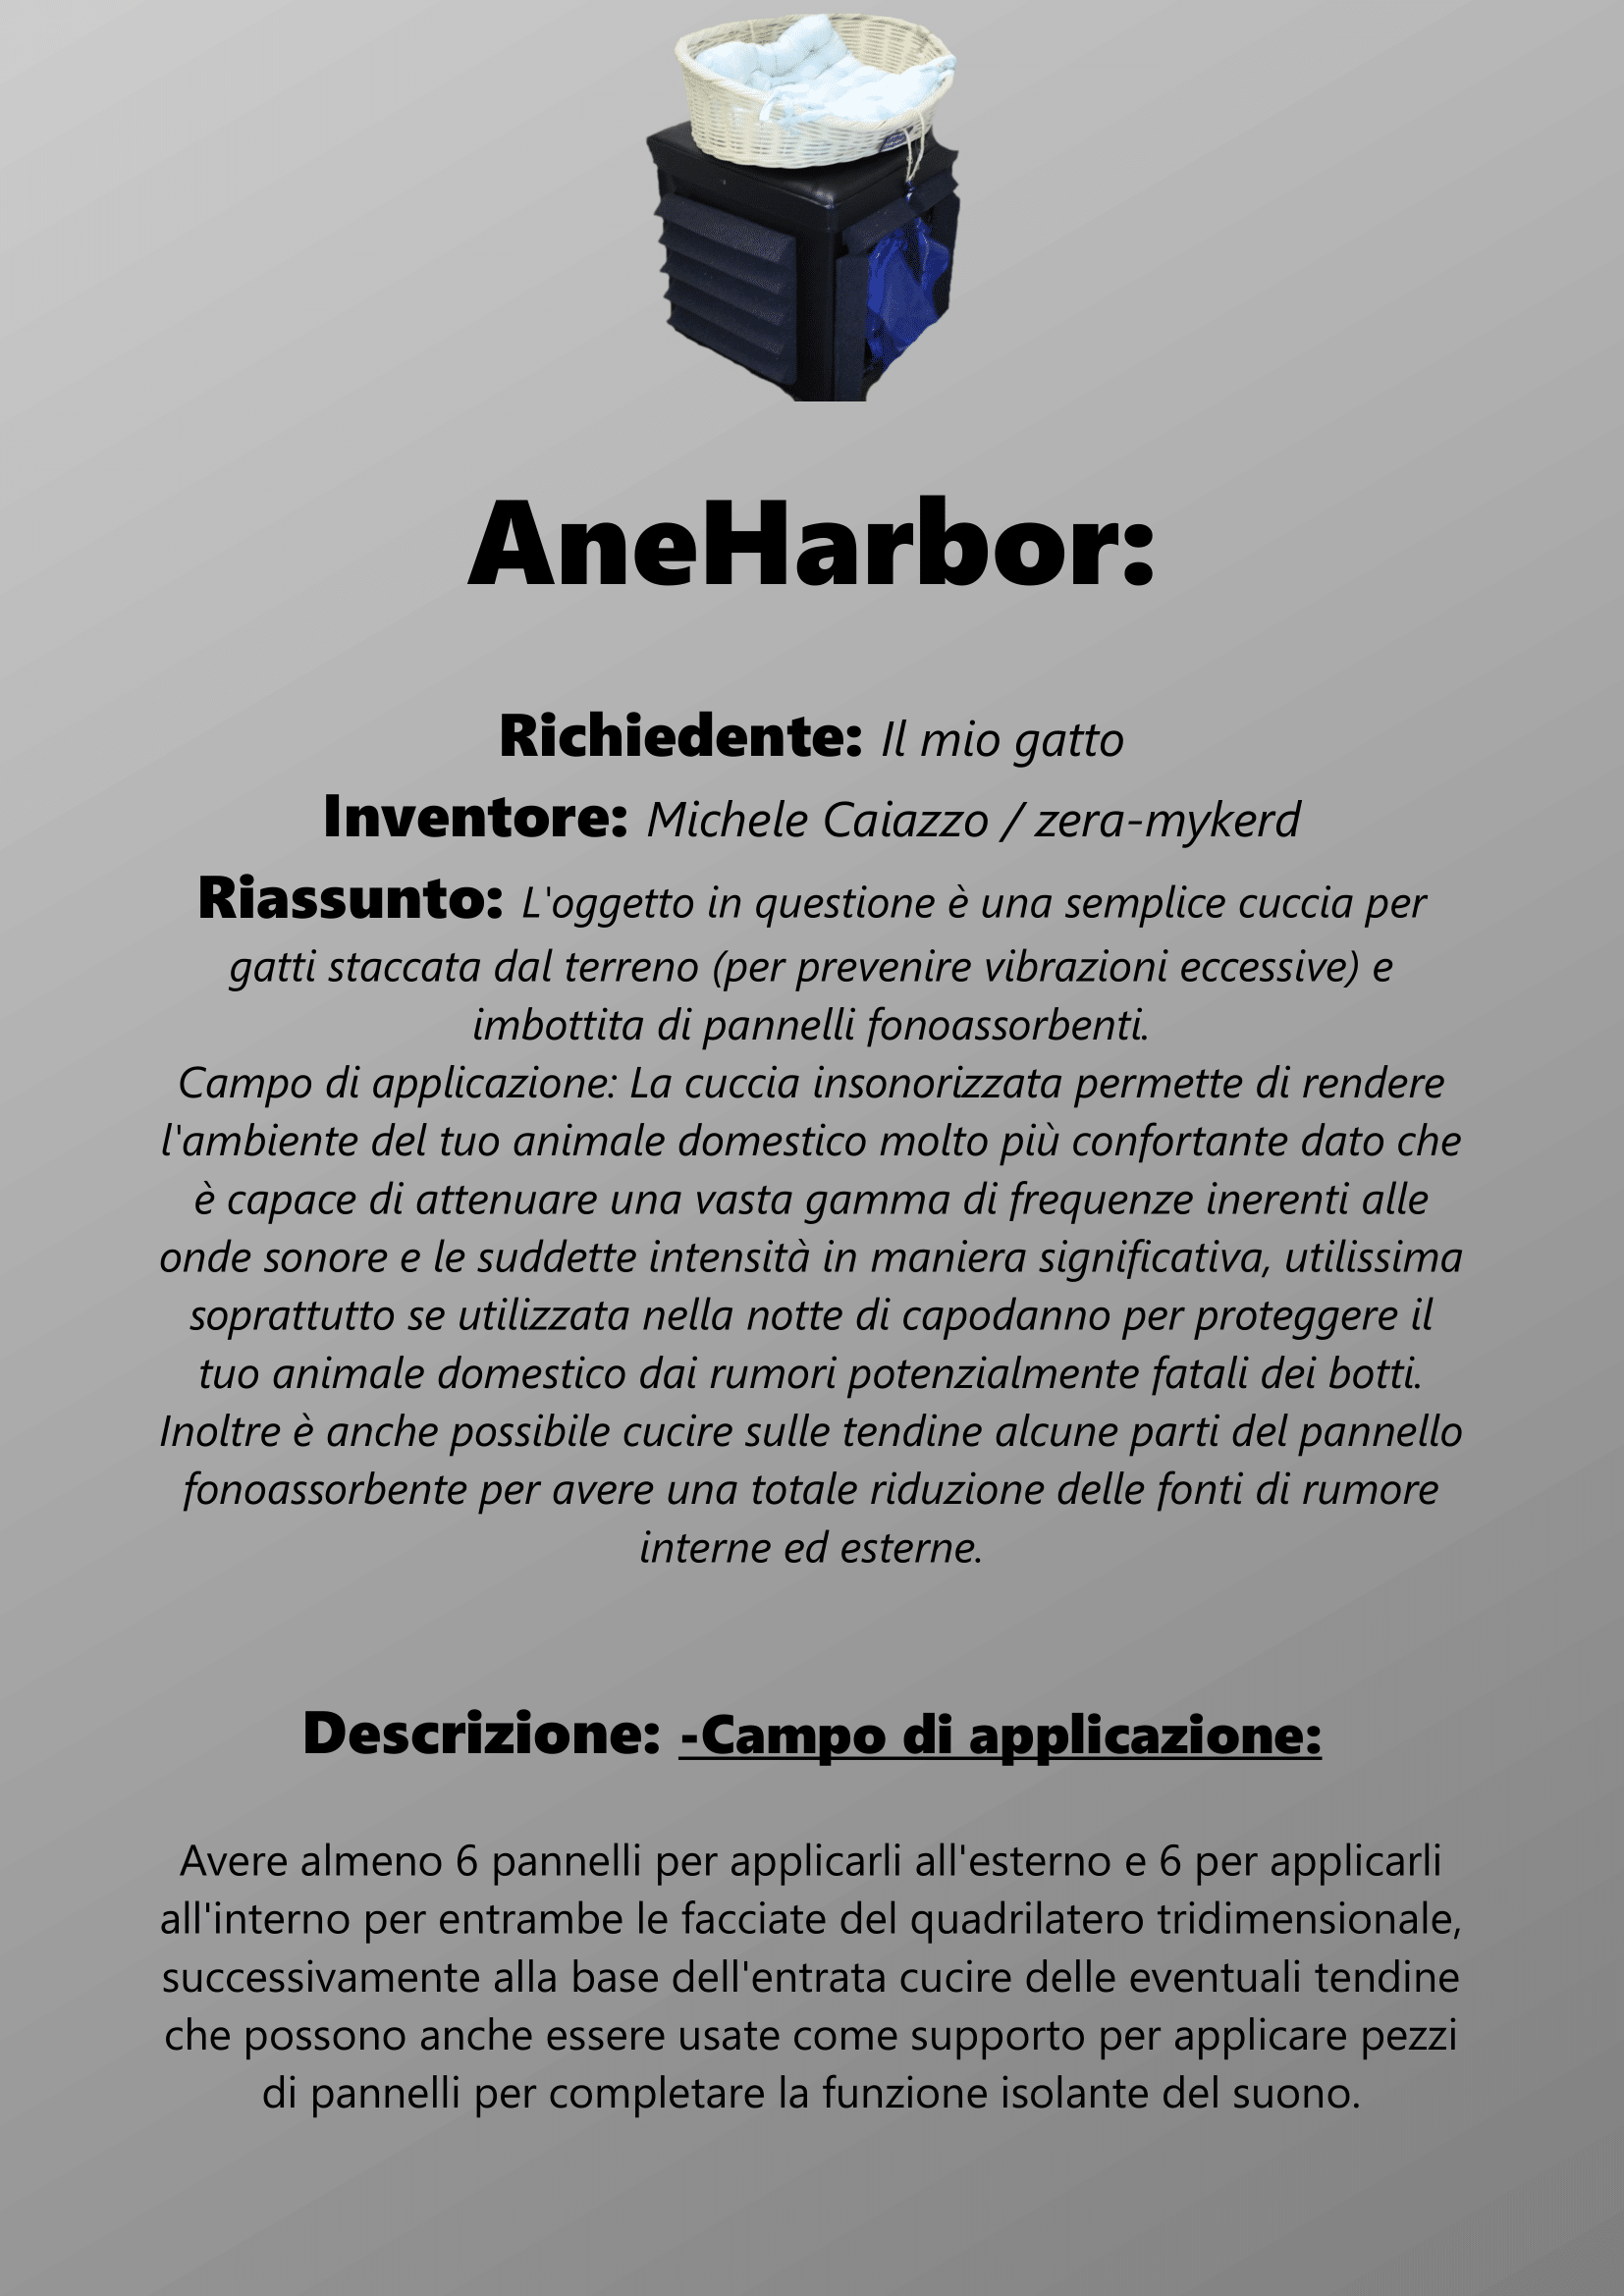 AneHarbor:
Richiedente: Il mio gatto
Inventore: Michele Caiazzo / zera-mykerd
Riassunto: L'oggetto in questione è una semplice cuccia per
gatti staccata dal terreno (per prevenire vibrazioni eccessive) e
imbottita di pannelli fonoassorbenti.
Campo di applicazione: La cuccia insonorizzata permette di rendere
l'ambiente del tuo animale domestico molto più confortante dato che
è capace di attenuare una vasta gamma di frequenze inerenti alle
onde sonore e le suddette intensità in maniera significativa, utilissima
soprattutto se utilizzata nella notte di capodanno per proteggere il
tuo animale domestico dai rumori potenzialmente fatali dei botti.
Inoltre è anche possibile cucire sulle tendine alcune parti del pannello
fonoassorbente per avere una totale riduzione delle fonti di rumore
interne ed esterne.
Descrizione: -Campo di applicazione:
Avere almeno 6 pannelli per applicarli all'esterno e 6 per applicarli
all'interno per entrambe le facciate del quadrilatero tridimensionale,
successivamente alla base dell'entrata cucire delle eventuali tendine
che possono anche essere usate come supporto per applicare pezzi
di pannelli per completare la funzione isolante del suono.